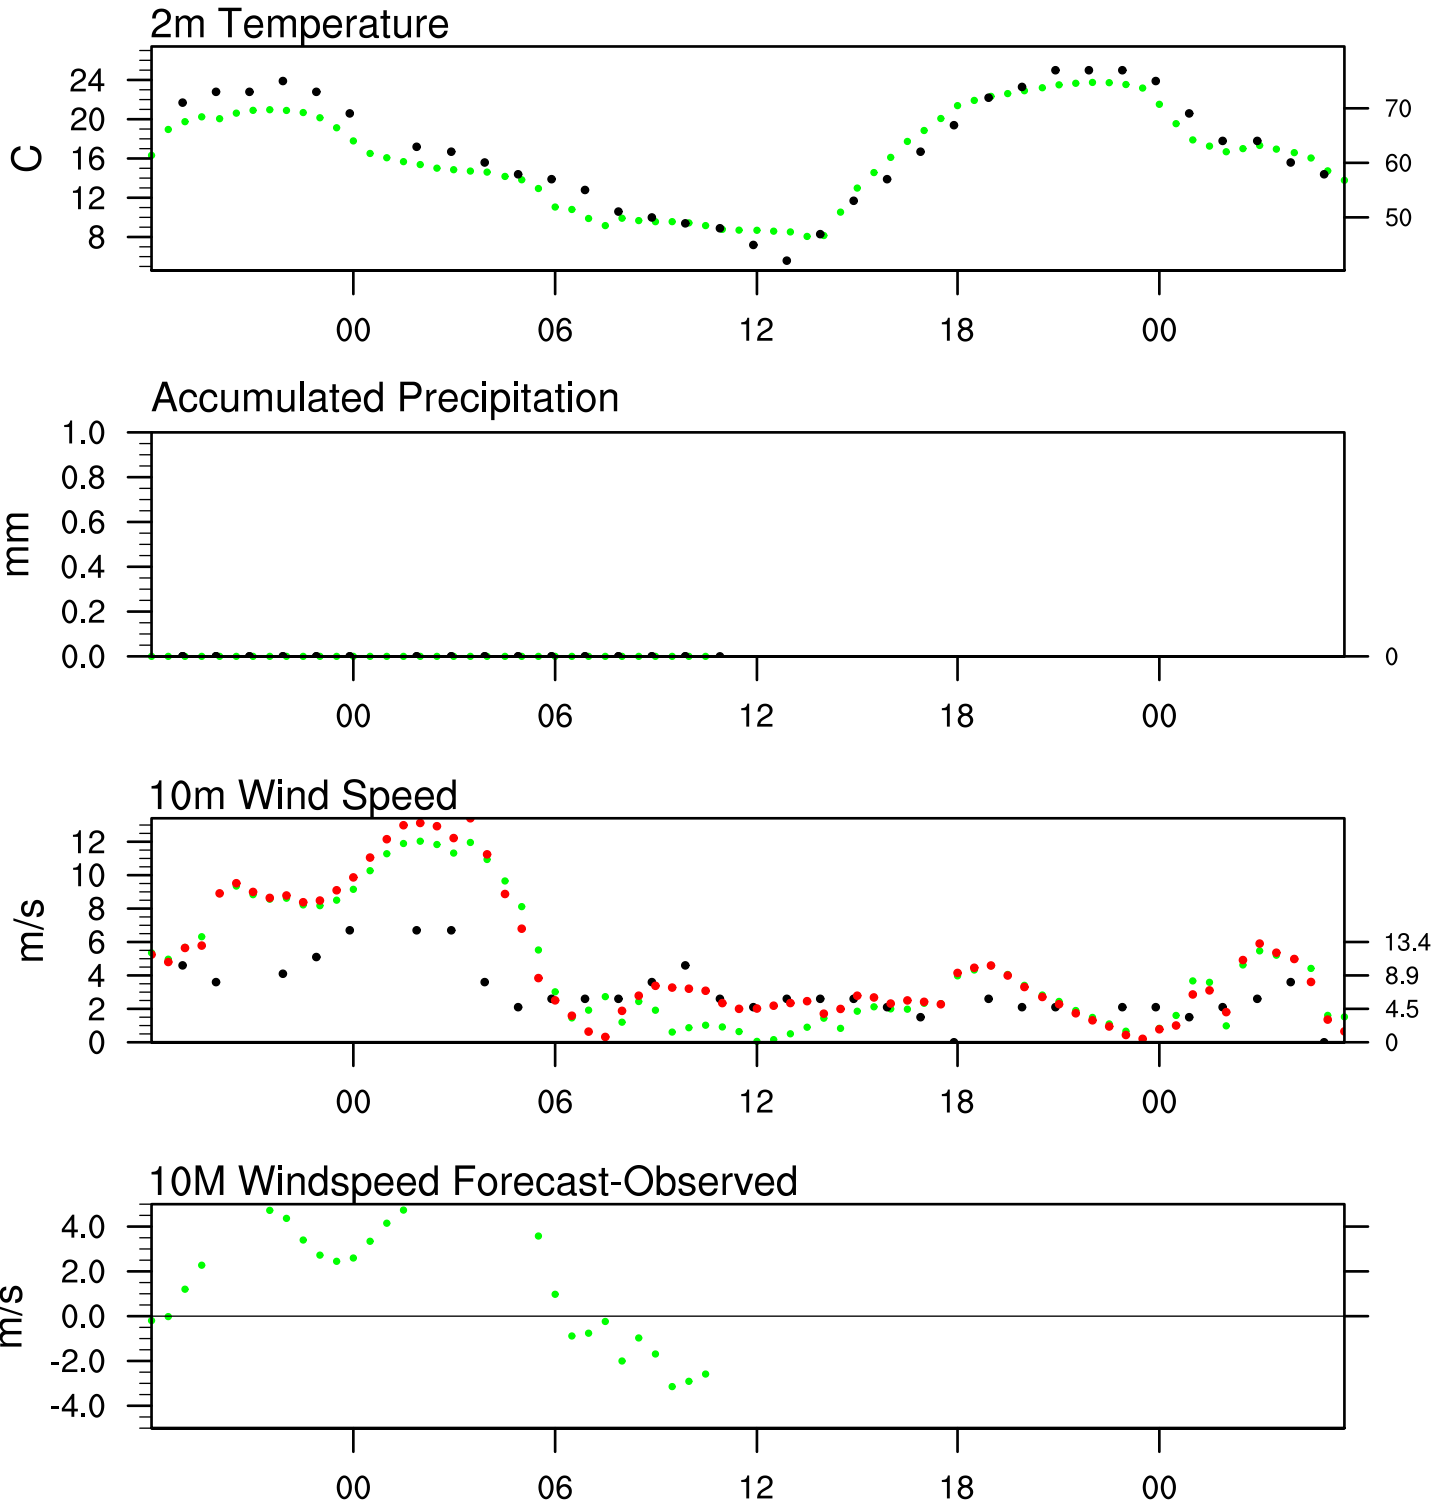 2m Temperature
24
20
16
12
8
C
70
60
50
00 06 12 18 00
Accumulated Precipitation
1.0
0.8
0.6
0.4
0.2
0.0
mm
0
00 06 12 18 00
10m Wind Speed
12
10
8
6
4
2
0
m/s
13.4
8.9
4.5
0
00 06 12 18 00
10M Windspeed Forecast-Observed
4.0
2.0
0.0
-2.0
-4.0
m/s
00 06 12 18 00